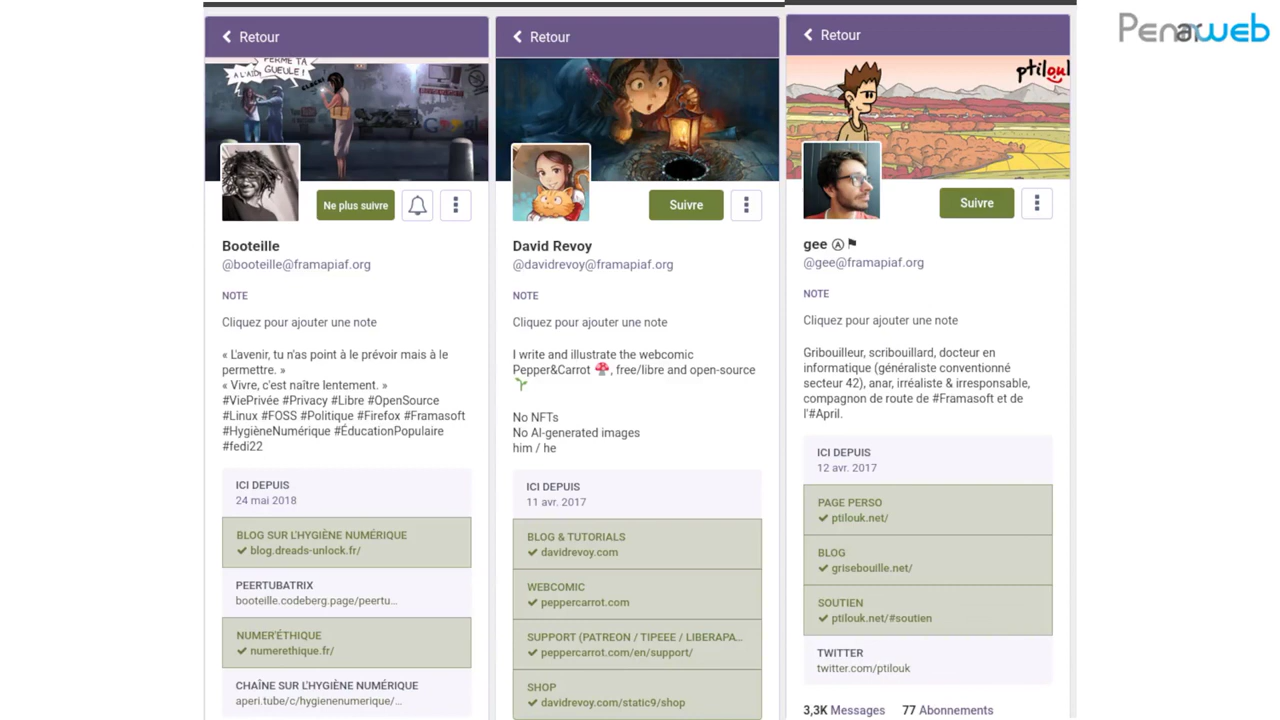 Penarweb
Retour
FERME TA
GUEULE !
A L'AIDE
Google
Ne plus suivre
Booteille
@booteille@framapiaf.org
NOTE
Cliquez pour ajouter une note
« L'avenir, tu n'as point à le prévoir mais à le
permettre. »
« Vivre, c'est naître lentement. »
#ViePrivée #Privacy #Libre #OpenSource
#Linux #FOSS #Politique #Firefox #Framasoft
#HygièneNumérique #ÉducationPopulaire
#fedi22
ICI DEPUIS
24 mai 2018
BLOG SUR L'HYGIÈNE NUMÉRIQUE
✔ blog.dreads-unlock.fr/
PEERTUBATRIX
booteille.codeberg.page/peertu…
NUMER'ÉTHIQUE
✔ numerethique.fr/
CHAÎNE SUR L'HYGIÈNE NUMÉRIQUE
aperi.tube/c/hygienenumerique/…
Retour
Suivre
David Revoy
@davidrevoy@framapiaf.org
NOTE
Cliquez pour ajouter une note
I write and illustrate the webcomic
Pepper&Carrot 🍄, free/libre and open-source
🌱
No NFTs
No AI-generated images
him / he
ICI DEPUIS
11 avr. 2017
BLOG & TUTORIALS
✔ davidrevoy.com
WEBCOMIC
✔ peppercarrot.com
SUPPORT (PATREON / TIPEEE / LIBERAPA…
✔ peppercarrot.com/en/support/
SHOP
✔ davidrevoy.com/static9/shop
Retour
ptilouk
Suivre
gee Ⓐ ⚑
@gee@framapiaf.org
NOTE
Cliquez pour ajouter une note
Gribouilleur, scribouillard, docteur en
informatique (généraliste conventionné
secteur 42), anar, irréaliste & irresponsable,
compagnon de route de #Framasoft et de
l'#April.
ICI DEPUIS
12 avr. 2017
PAGE PERSO
✔ ptilouk.net/
BLOG
✔ grisebouille.net/
SOUTIEN
✔ ptilouk.net/#soutien
TWITTER
twitter.com/ptilouk
3,3K Messages 77 Abonnements